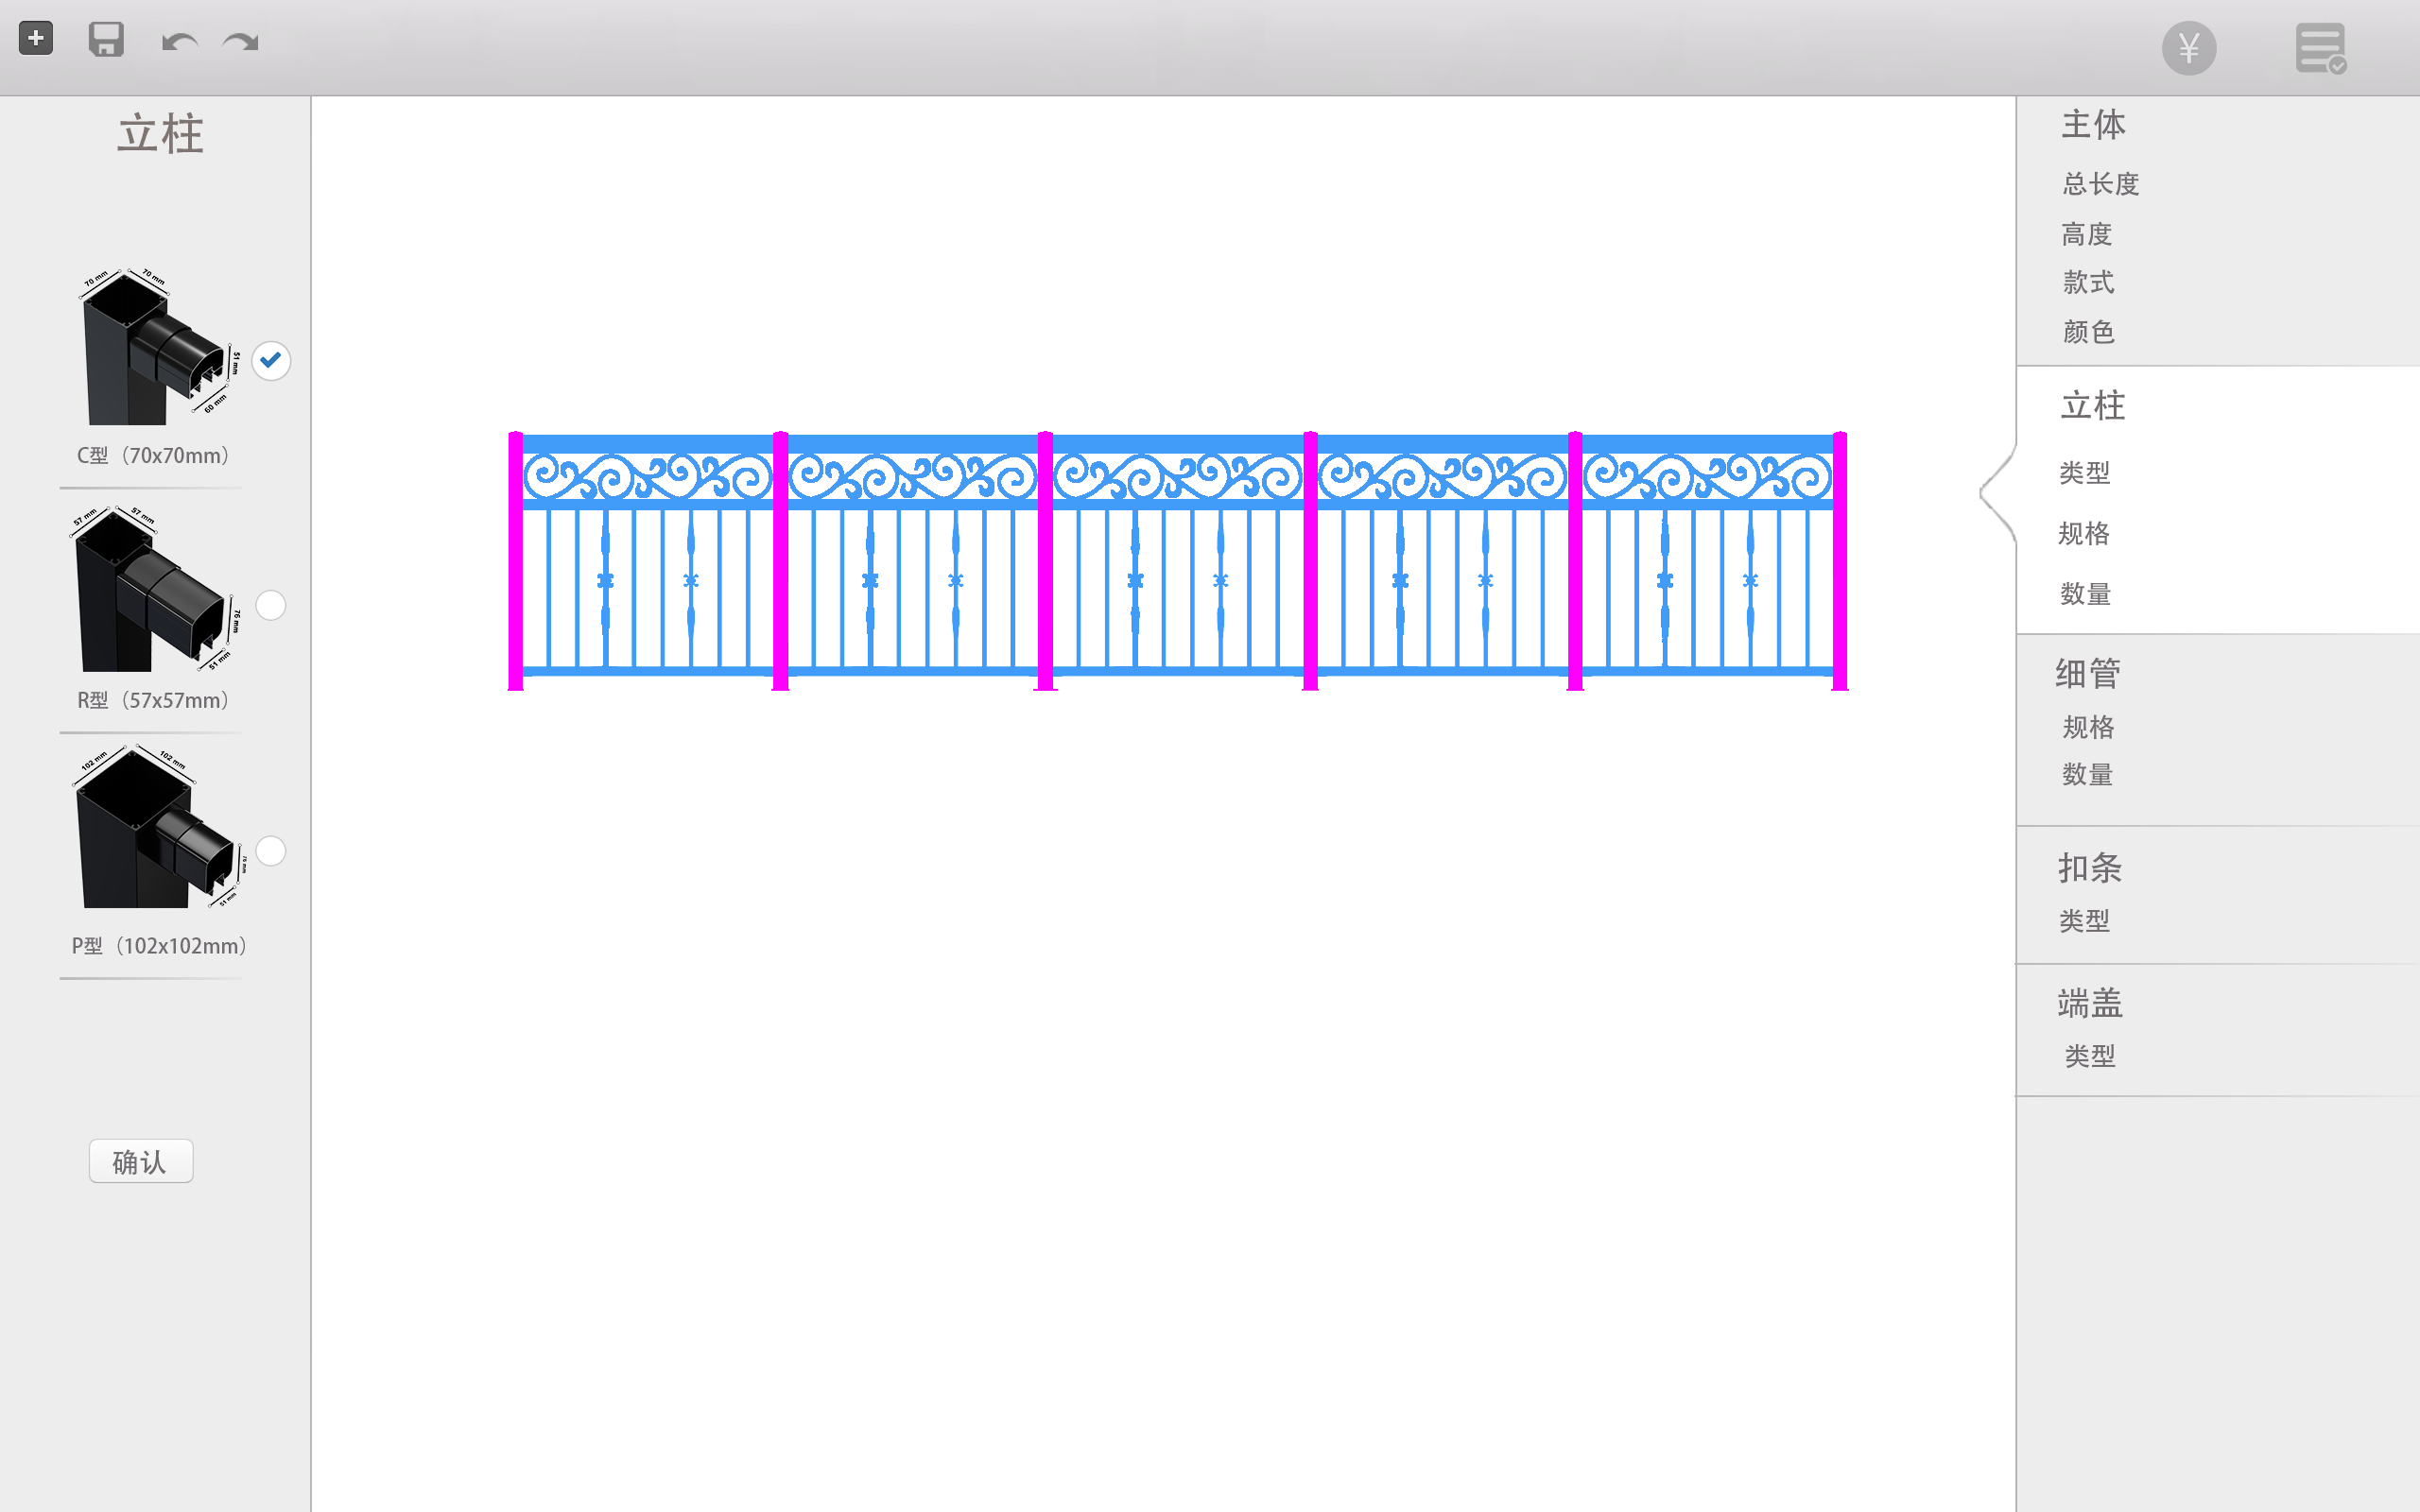 ¥
立柱
70 mm
70 mm
51 mm
60 mm
C型（70x70mm）
57 mm
57 mm
76 mm
51 mm
R型（57x57mm）
102 mm
102 mm
51 mm
P型（102x102mm）
确认
主体
总长度
高度
款式
颜色
立柱
类型
规格
数量
细管
规格
数量
扣条
类型
端盖
类型